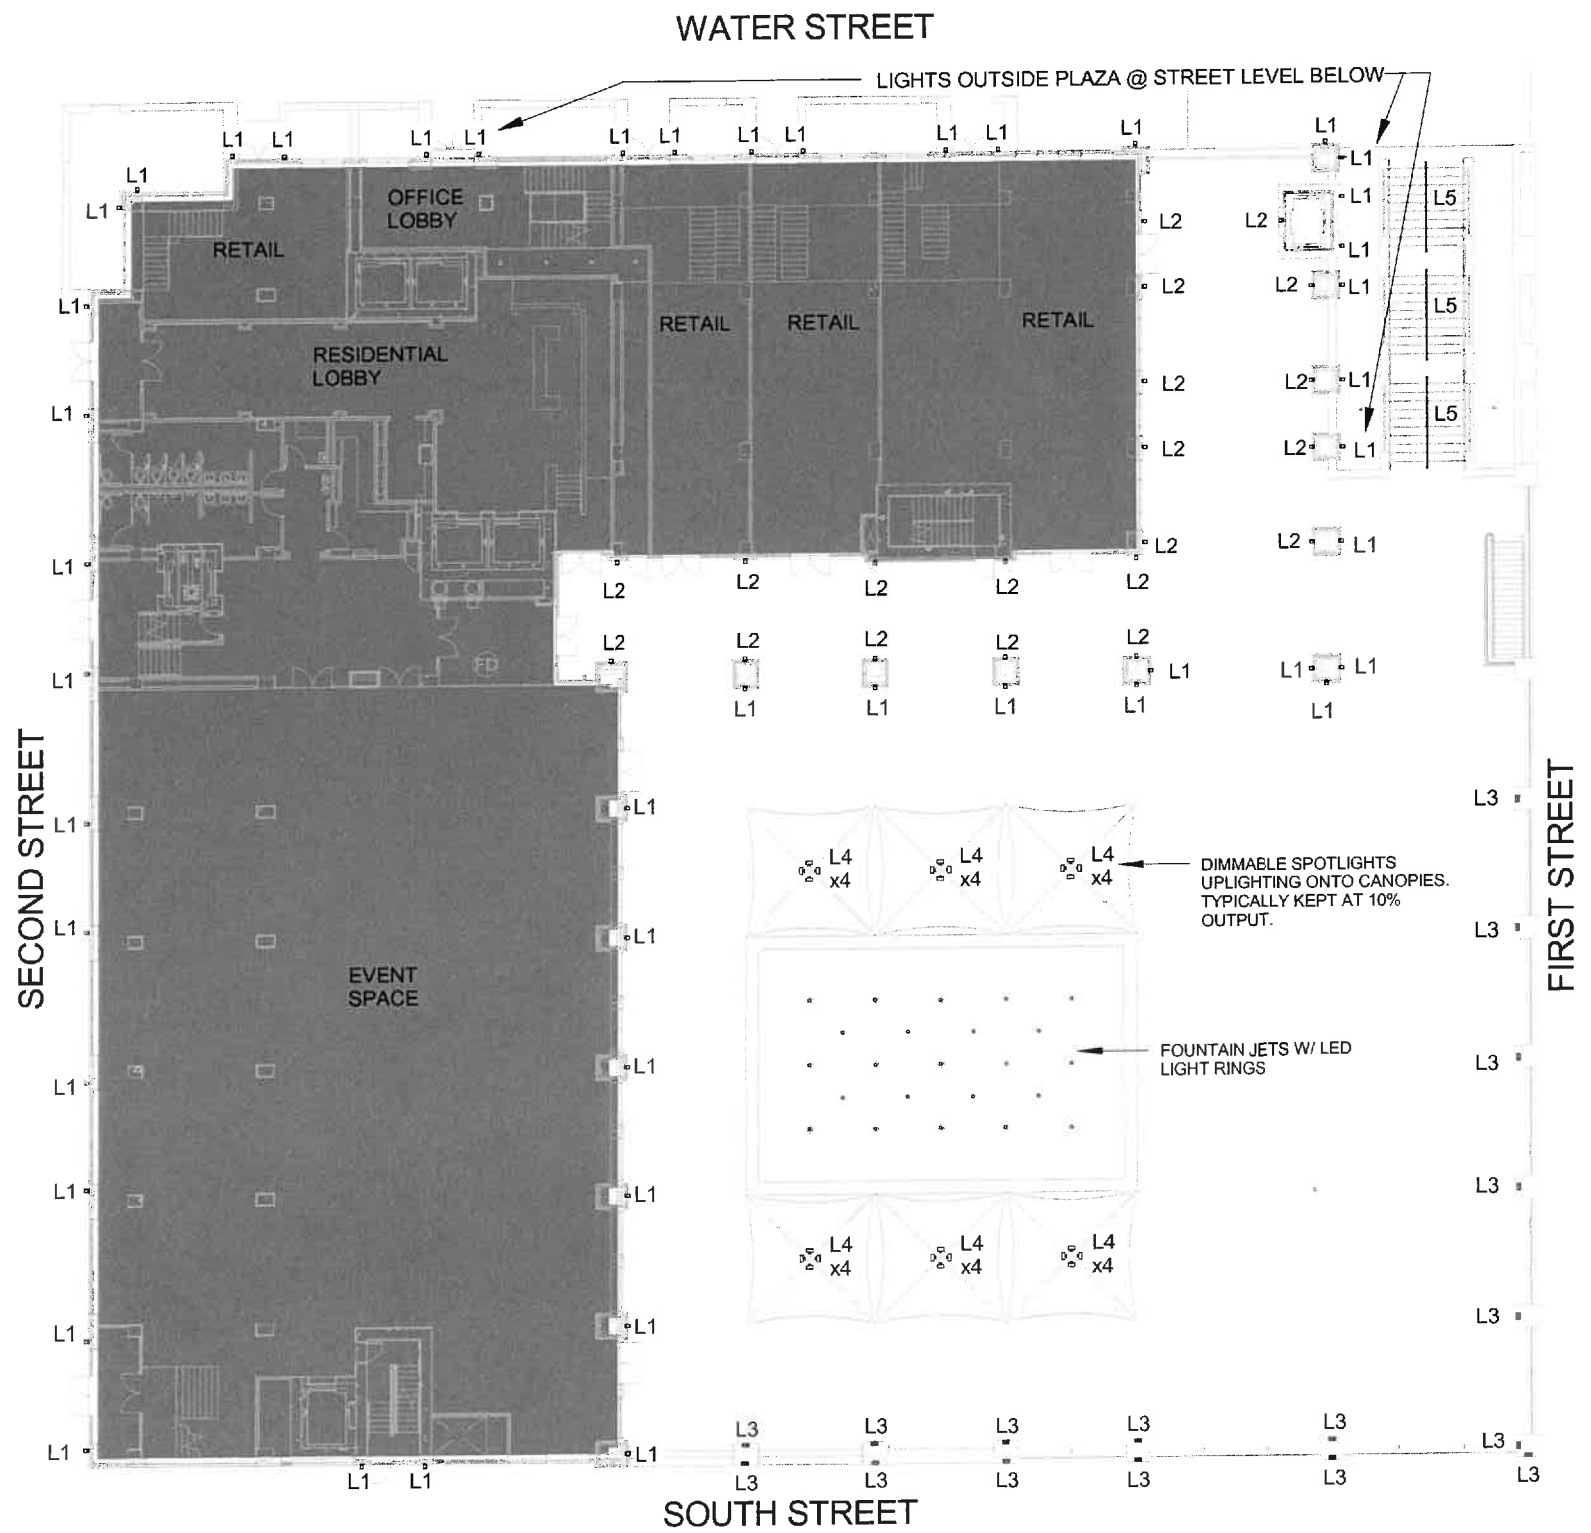 WATER STREET
LIGHTS OUTSIDE PLAZA @ STREET LEVEL BELOW
L1 L1 L1 L1 L1 L1 L1 L1 L1 L1 L1 L1
L1
L1
L1
L1
L5
OFFICE
LOBBY
L1
L2
L2
RETAIL
L1
L2
L2
L1
L1
L5
RETAIL
RETAIL
RETAIL
RESIDENTIAL
LOBBY
L2
L2
L1
L1
L5
L2
L2
L1
L2
L2
L1
L1
L2
L2
L2
L2
L2
L2
L2
L2
L2
L2
FD
L1
L1
L1
L1
L1
L1
L1
L1
L1
L1
SECOND STREET
FIRST STREET
L3
L1
L1
L4
x4
L4
x4
L4
x4
DIMMABLE SPOTLIGHTS
UPLIGHTING ONTO CANOPIES.
TYPICALLY KEPT AT 10%
OUTPUT.
L1
L1
L3
EVENT
SPACE
FOUNTAIN JETS W/ LED
LIGHT RINGS
L1
L1
L3
L1
L1
L3
L4
x4
L4
x4
L4
x4
L1
L1
L3
L3
L3
L3
L3
L3
L3
L1
L1
L1
L1
L3
L3
L3
L3
L3
L3
SOUTH STREET